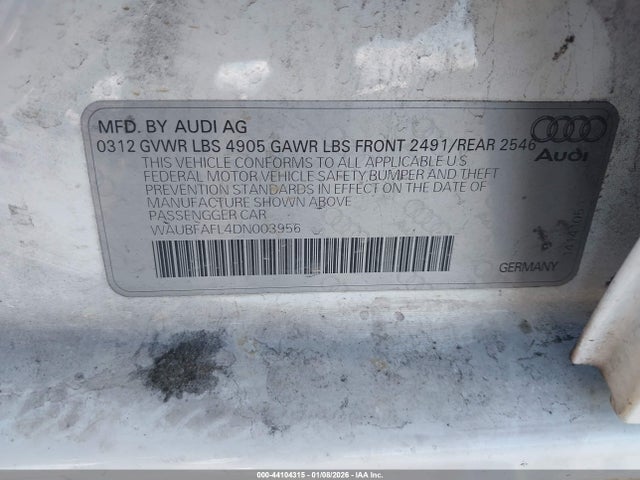 MFD. BY AUDI AG
0312 GVWR LBS 4905 GAWR LBS FRONT 2491/REAR 2546
THIS VEHICLE CONFORMS TO ALL APPLICABLE U.S
FEDERAL MOTOR VEHICLE SAFETY BUMPER AND THEFT
PREVENTION STANDARDS IN EFFECT ON THE DATE OF
MANUFACTURE SHOWN ABOVE
PASSENGGER CAR
WAUBFAFL4DN003956
Audi
GERMANY
000-44104315 - 01/08/2026 - IAA Inc.